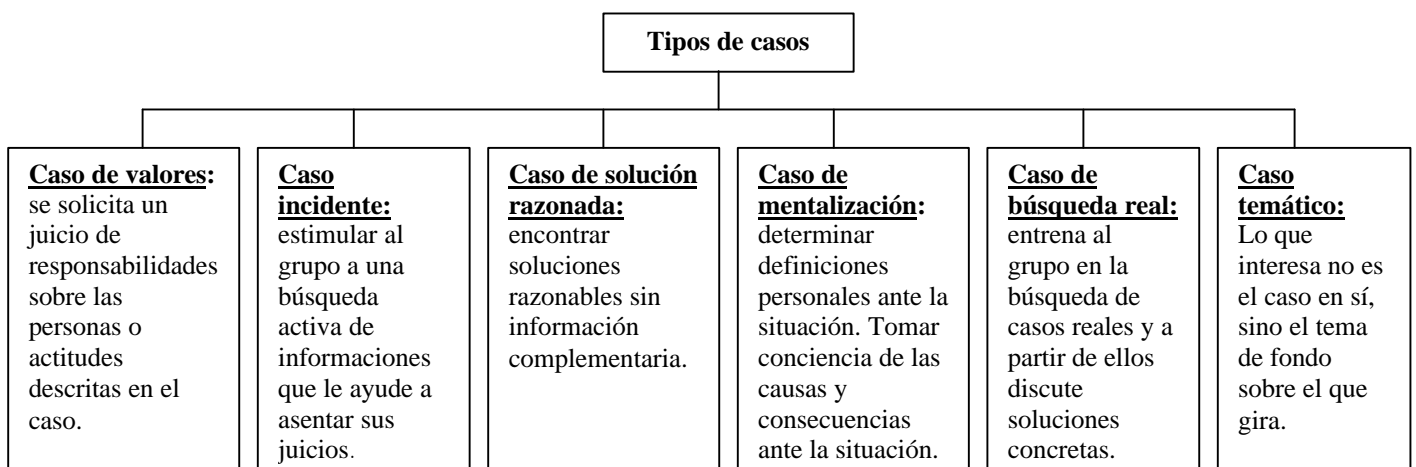 Tipos de casos
Caso de valores:
se solicita un
juicio de
responsabilidades
sobre las
personas o
actitudes
descritas en el
caso.
Caso
incidente:
estimular al
grupo a una
búsqueda
activa de
informaciones
que le ayude a
asentar sus
juicios.
Caso de solución
razonada:
encontrar
soluciones
razonables sin
información
complementaria.
Caso de
mentalización:
determinar
definiciones
personales ante la
situación. Tomar
conciencia de las
causas y
consecuencias
ante la situación.
Caso de
búsqueda real:
entrena al
grupo en la
búsqueda de
casos reales y a
partir de ellos
discute
soluciones
concretas.
Caso
temático:
Lo que
interesa no es
el caso en sí,
sino el tema
de fondo
sobre el que
gira.